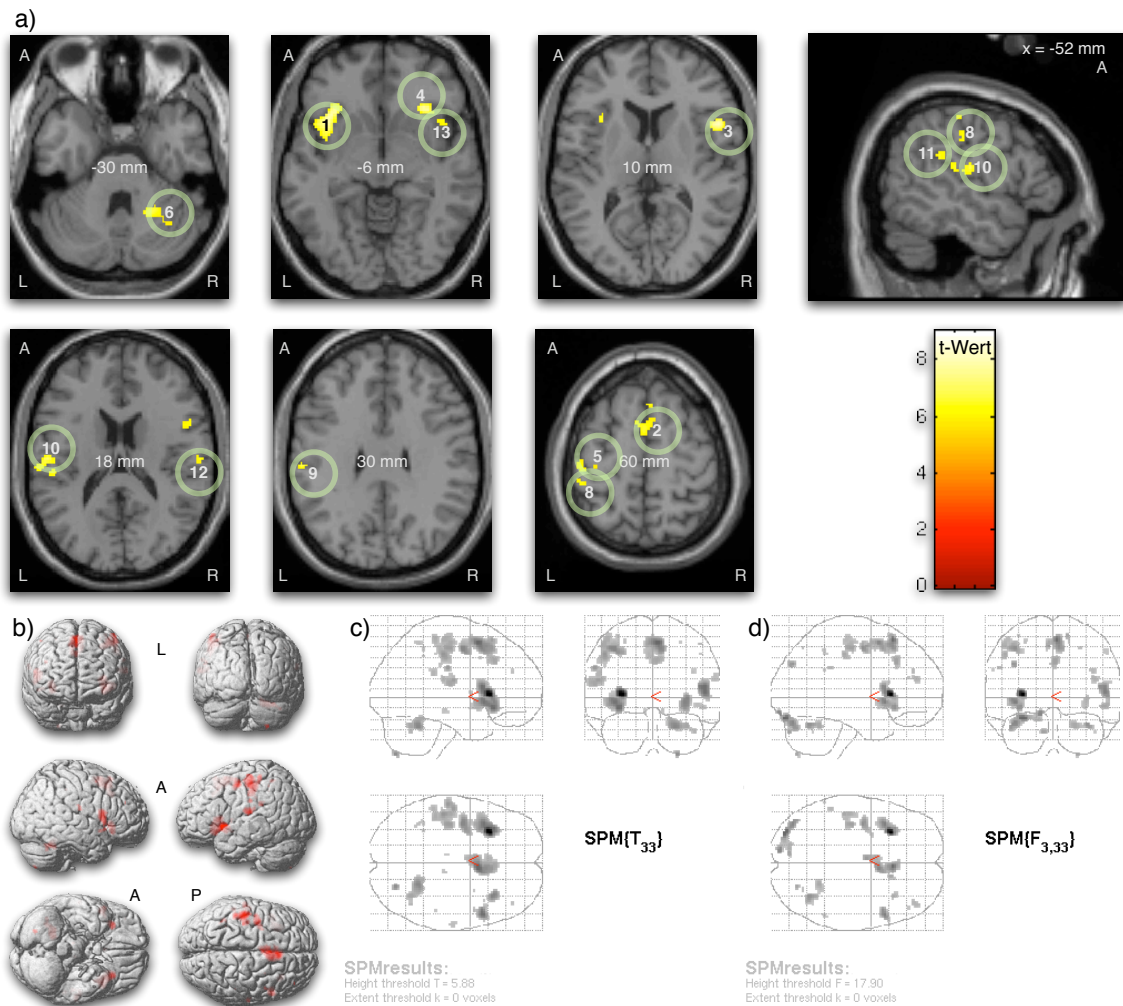 a)
A
-30 mm
6
L
R
A
1
4
13
-6 mm
L
R
A
3
10 mm
L
R
x = -52 mm
A
8
11
10
A
10
18 mm
12
L
R
A
9
30 mm
L
R
A
2
5
60 mm
8
L
R
t-Wert
8
6
4
2
0
b)
L
A
A
P
c)
<
<
<
SPM{T33}
SPMresults:
Height threshold T = 5.88
Extent threshold k = 0 voxels
d)
<
<
<
SPM{F3,33}
SPMresults:
Height threshold F = 17.90
Extent threshold k = 0 voxels